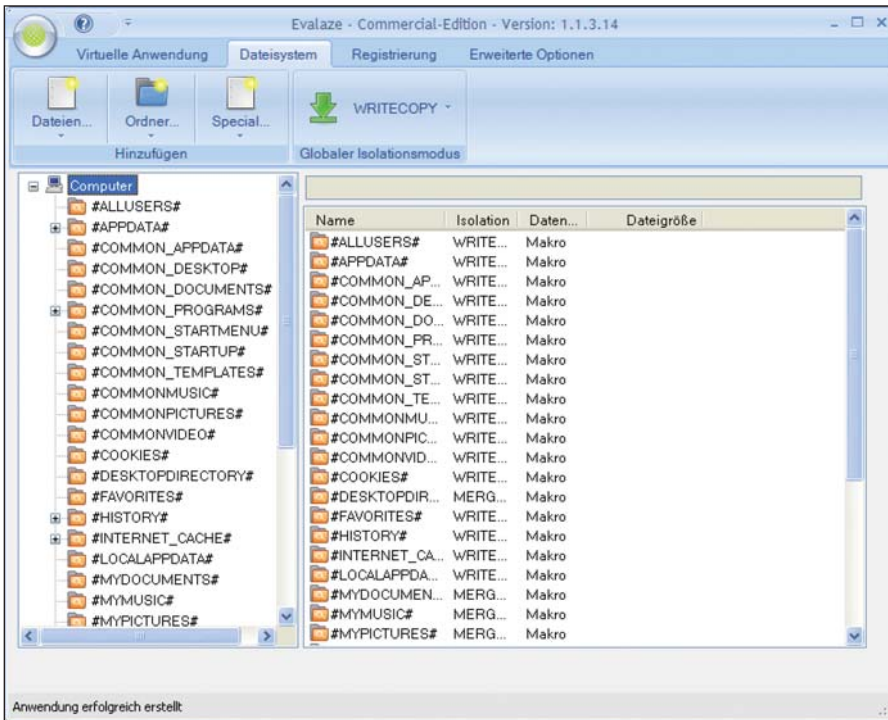 Evalaze - Commercial-Edition - Version: 1.1.3.14
Virtuelle Anwendung Dateisystem Registrierung Erweiterte Optionen
Dateien... Ordner... Special... WRITECOPY
Hinzufügen Globaler Isolationsmodus
Computer
#ALLUSERS#
#APPDATA#
#COMMON_APPDATA#
#COMMON_DESKTOP#
#COMMON_DOCUMENTS#
#COMMON_PROGRAMS#
#COMMON_STARTMENU#
#COMMON_STARTUP#
#COMMON_TEMPLATES#
#COMMONMUSIC#
#COMMONPICTURES#
#COMMONVIDEO#
#COOKIES#
#DESKTOPDIRECTORY#
#FAVORITES#
#HISTORY#
#INTERNET_CACHE#
#LOCALAPPDATA#
#MYDOCUMENTS#
#MYMUSIC#
#MYPICTURES#
Name Isolation Daten... Dateigröße
#ALLUSERS# WRITE... Makro
#APPDATA# WRITE... Makro
#COMMON_AP... WRITE... Makro
#COMMON_DE... WRITE... Makro
#COMMON_DO... WRITE... Makro
#COMMON_PR... WRITE... Makro
#COMMON_ST... WRITE... Makro
#COMMON_ST... WRITE... Makro
#COMMON_TE... WRITE... Makro
#COMMONMU... WRITE... Makro
#COMMONPIC... WRITE... Makro
#COMMONVID... WRITE... Makro
#COOKIES# WRITE... Makro
#DESKTOPDIR... MERG... Makro
#FAVORITES# WRITE... Makro
#HISTORY# WRITE... Makro
#INTERNET_CA... WRITE... Makro
#LOCALAPPDA... WRITE... Makro
#MYDOCUMEN... MERG... Makro
#MYMUSIC# MERG... Makro
#MYPICTURES# MERG... Makro
Anwendung erfolgreich erstellt